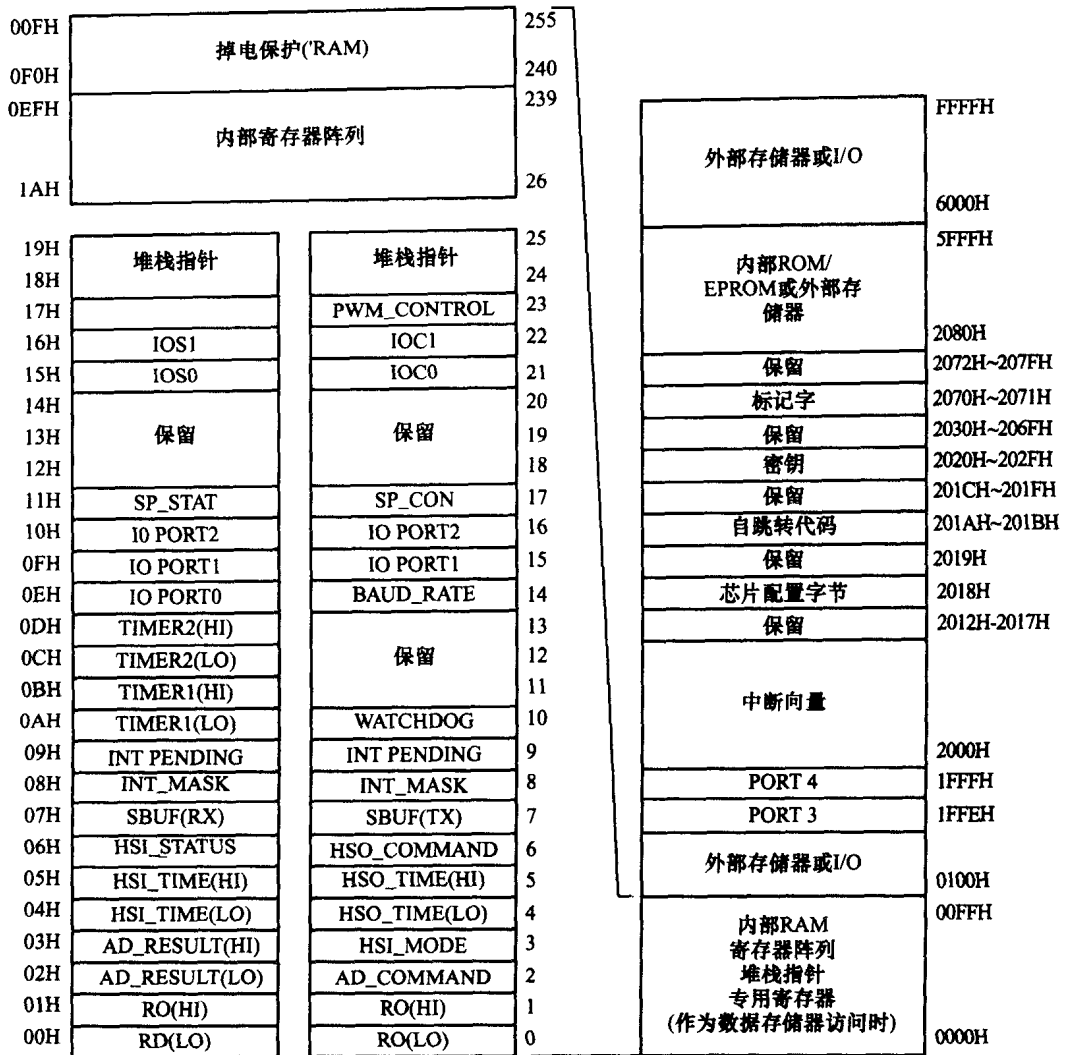 00FH 255
掉电保护('RAM)
0F0H 240
0EFH 239
内部寄存器阵列
1AH 26
19H 堆栈指针 堆栈指针 25
18H 24
17H PWM_CONTROL 23
16H IOS1 IOC1 22
15H IOS0 IOC0 21
14H 20
13H 保留 保留 19
12H 18
11H SP_STAT SP_CON 17
10H I0 PORT2 IO PORT2 16
0FH IO PORT1 IO PORT1 15
0EH IO PORT0 BAUD_RATE 14
0DH TIMER2(HI) 13
0CH TIMER2(LO) 保留 12
0BH TIMER1(HI) 11
0AH TIMER1(LO) WATCHDOG 10
09H INT PENDING INT PENDING 9
08H INT_MASK INT_MASK 8
07H SBUF(RX) SBUF(TX) 7
06H HSI_STATUS HSO_COMMAND 6
05H HSI_TIME(HI) HSO_TIME(HI) 5
04H HSI_TIME(LO) HSO_TIME(LO) 4
03H AD_RESULT(HI) HSI_MODE 3
02H AD_RESULT(LO) AD_COMMAND 2
01H RO(HI) RO(HI) 1
00H RD(LO) RO(LO) 0
FFFFH
外部存储器或I/O
6000H
5FFFH
内部ROM/
EPROM或外部存
储器
2080H
保留 2072H~207FH
标记字 2070H~2071H
保留 2030H~206FH
密钥 2020H~202FH
保留 201CH~201FH
自跳转代码 201AH~201BH
保留 2019H
芯片配置字节 2018H
保留 2012H-2017H
中断向量
2000H
PORT 4 1FFFH
PORT 3 1FFEH
外部存储器或I/O
0100H
00FFH
内部RAM
寄存器阵列
堆栈指针
专用寄存器
(作为数据存储器访问时)
0000H